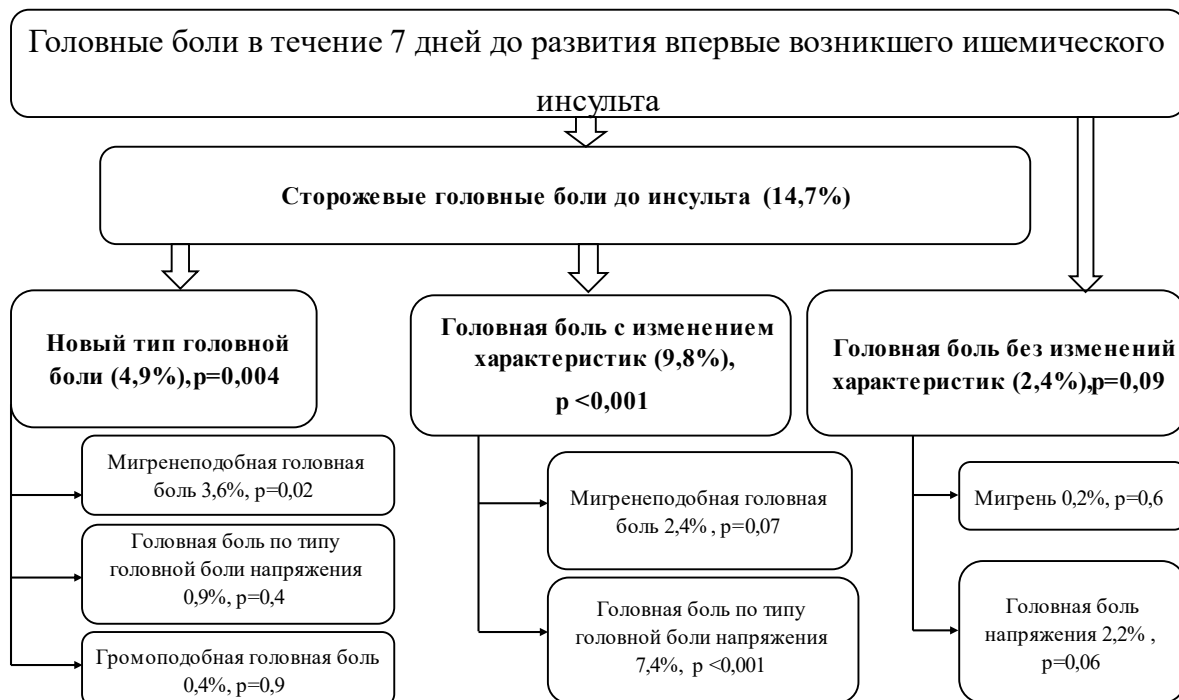 Головные боли в течение 7 дней до развития впервые возникшего ишемического
инсульта
Сторожевые головные боли до инсульта (14,7%)
Новый тип головной
боли (4,9%),p=0,004
Мигренеподобная головная
боль 3,6%, p=0,02
Головная боль по типу
головной боли напряжения
0,9%, p=0,4
Громоподобная головная боль
0,4%, p=0,9
Головная боль с изменением
характеристик (9,8%),
p <0,001
Мигренеподобная головная
боль 2,4% , p=0,07
Головная боль по типу
головной боли напряжения
7,4%, p <0,001
Головная боль без изменений
характеристик (2,4%),p=0,09
Мигрень 0,2%, p=0,6
Головная боль
напряжения 2,2% ,
p=0,06